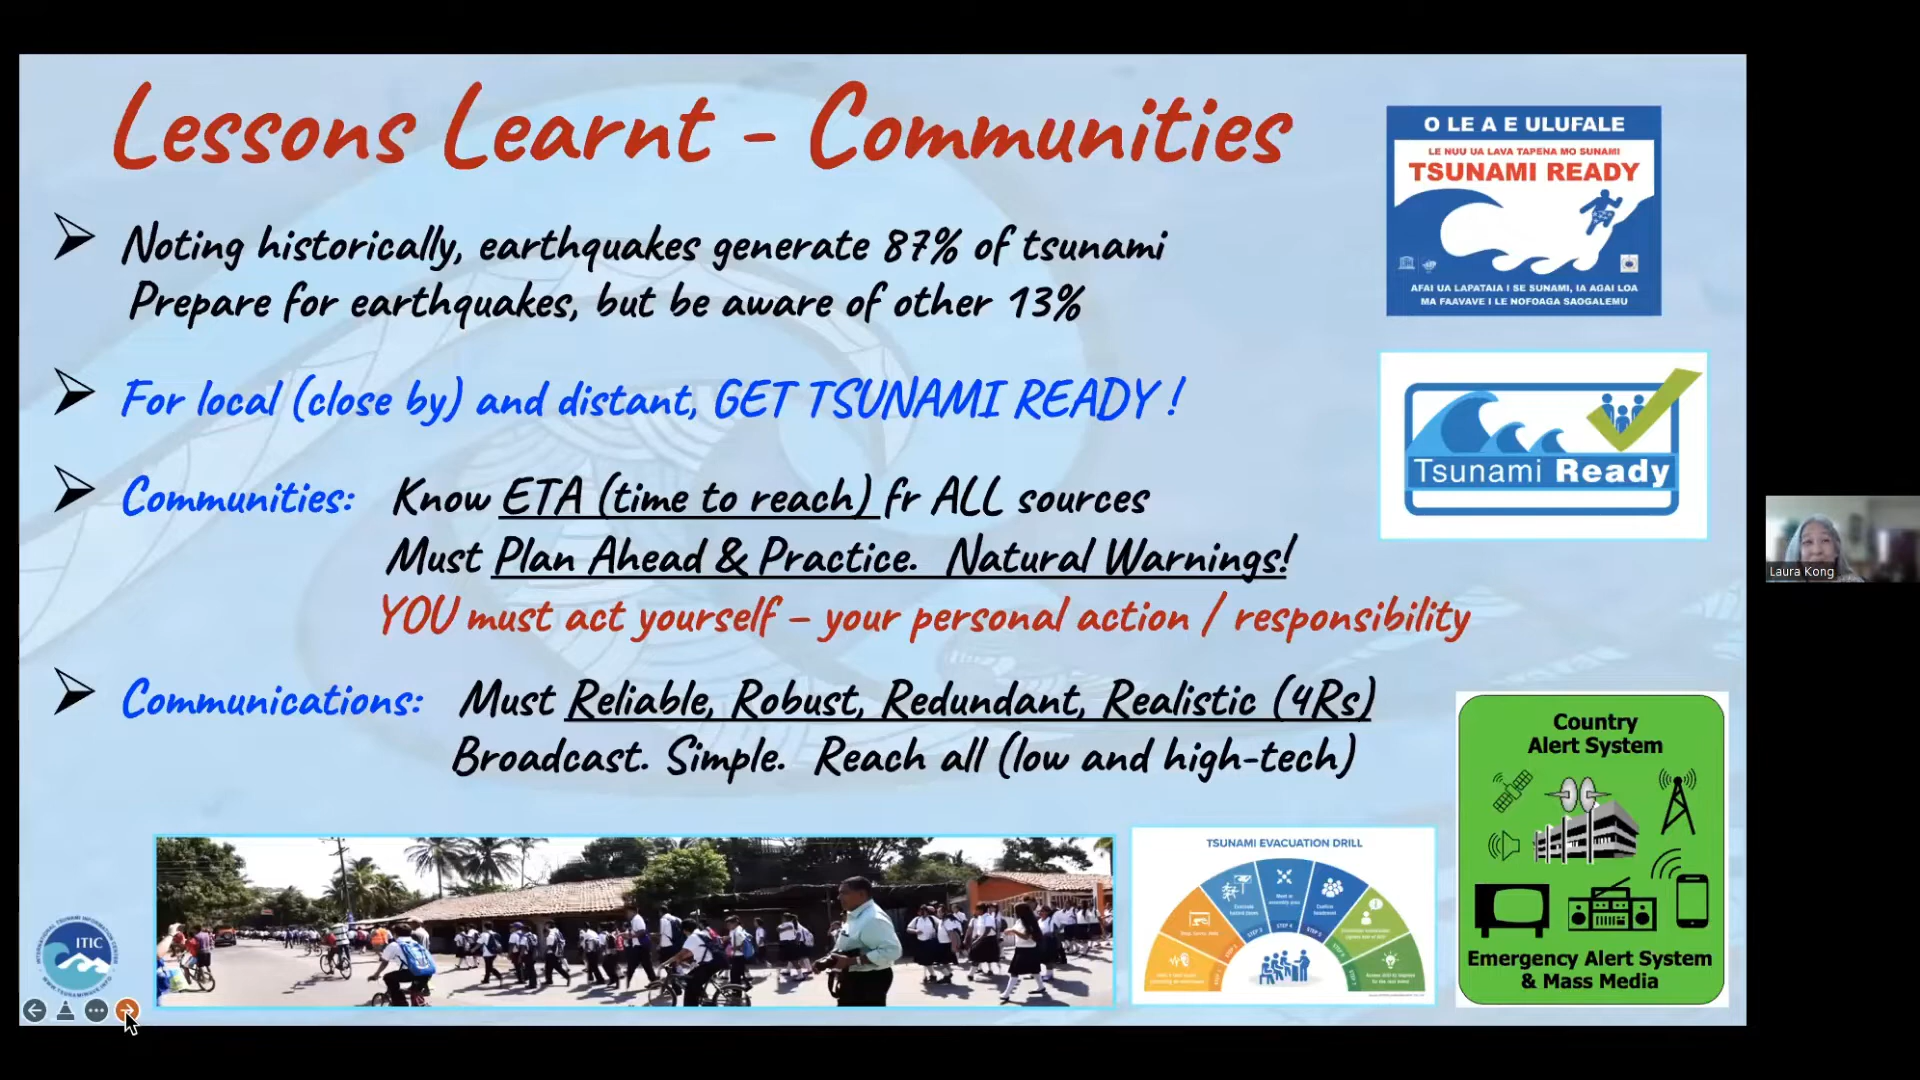 Lessons Learnt - Communities
Noting historically, earthquakes generate 87% of tsunami
Prepare for earthquakes, but be aware of other 13%
For local (close by) and distant, GET TSUNAMI READY !
Communities: Know ETA (time to reach) fr ALL sources
Must Plan Ahead & Practice. Natural Warnings!
YOU must act yourself – your personal action / responsibility
Communications: Must Reliable, Robust, Redundant, Realistic (4Rs)
Broadcast. Simple. Reach all (low and high-tech)
O LE A E ULUFALE
LE NUU UA LAVA TAPENA MO SUNAMI
TSUNAMI READY
AFAI UA LAPATAIA I SE SUNAMI, IA AGAI LOA
MA FAAVAVE I LE NOFOAGA SAOGALEMU
Tsunami Ready
Laura Kong
Country
Alert System
Emergency Alert System
& Mass Media
TSUNAMI EVACUATION DRILL
ITIC